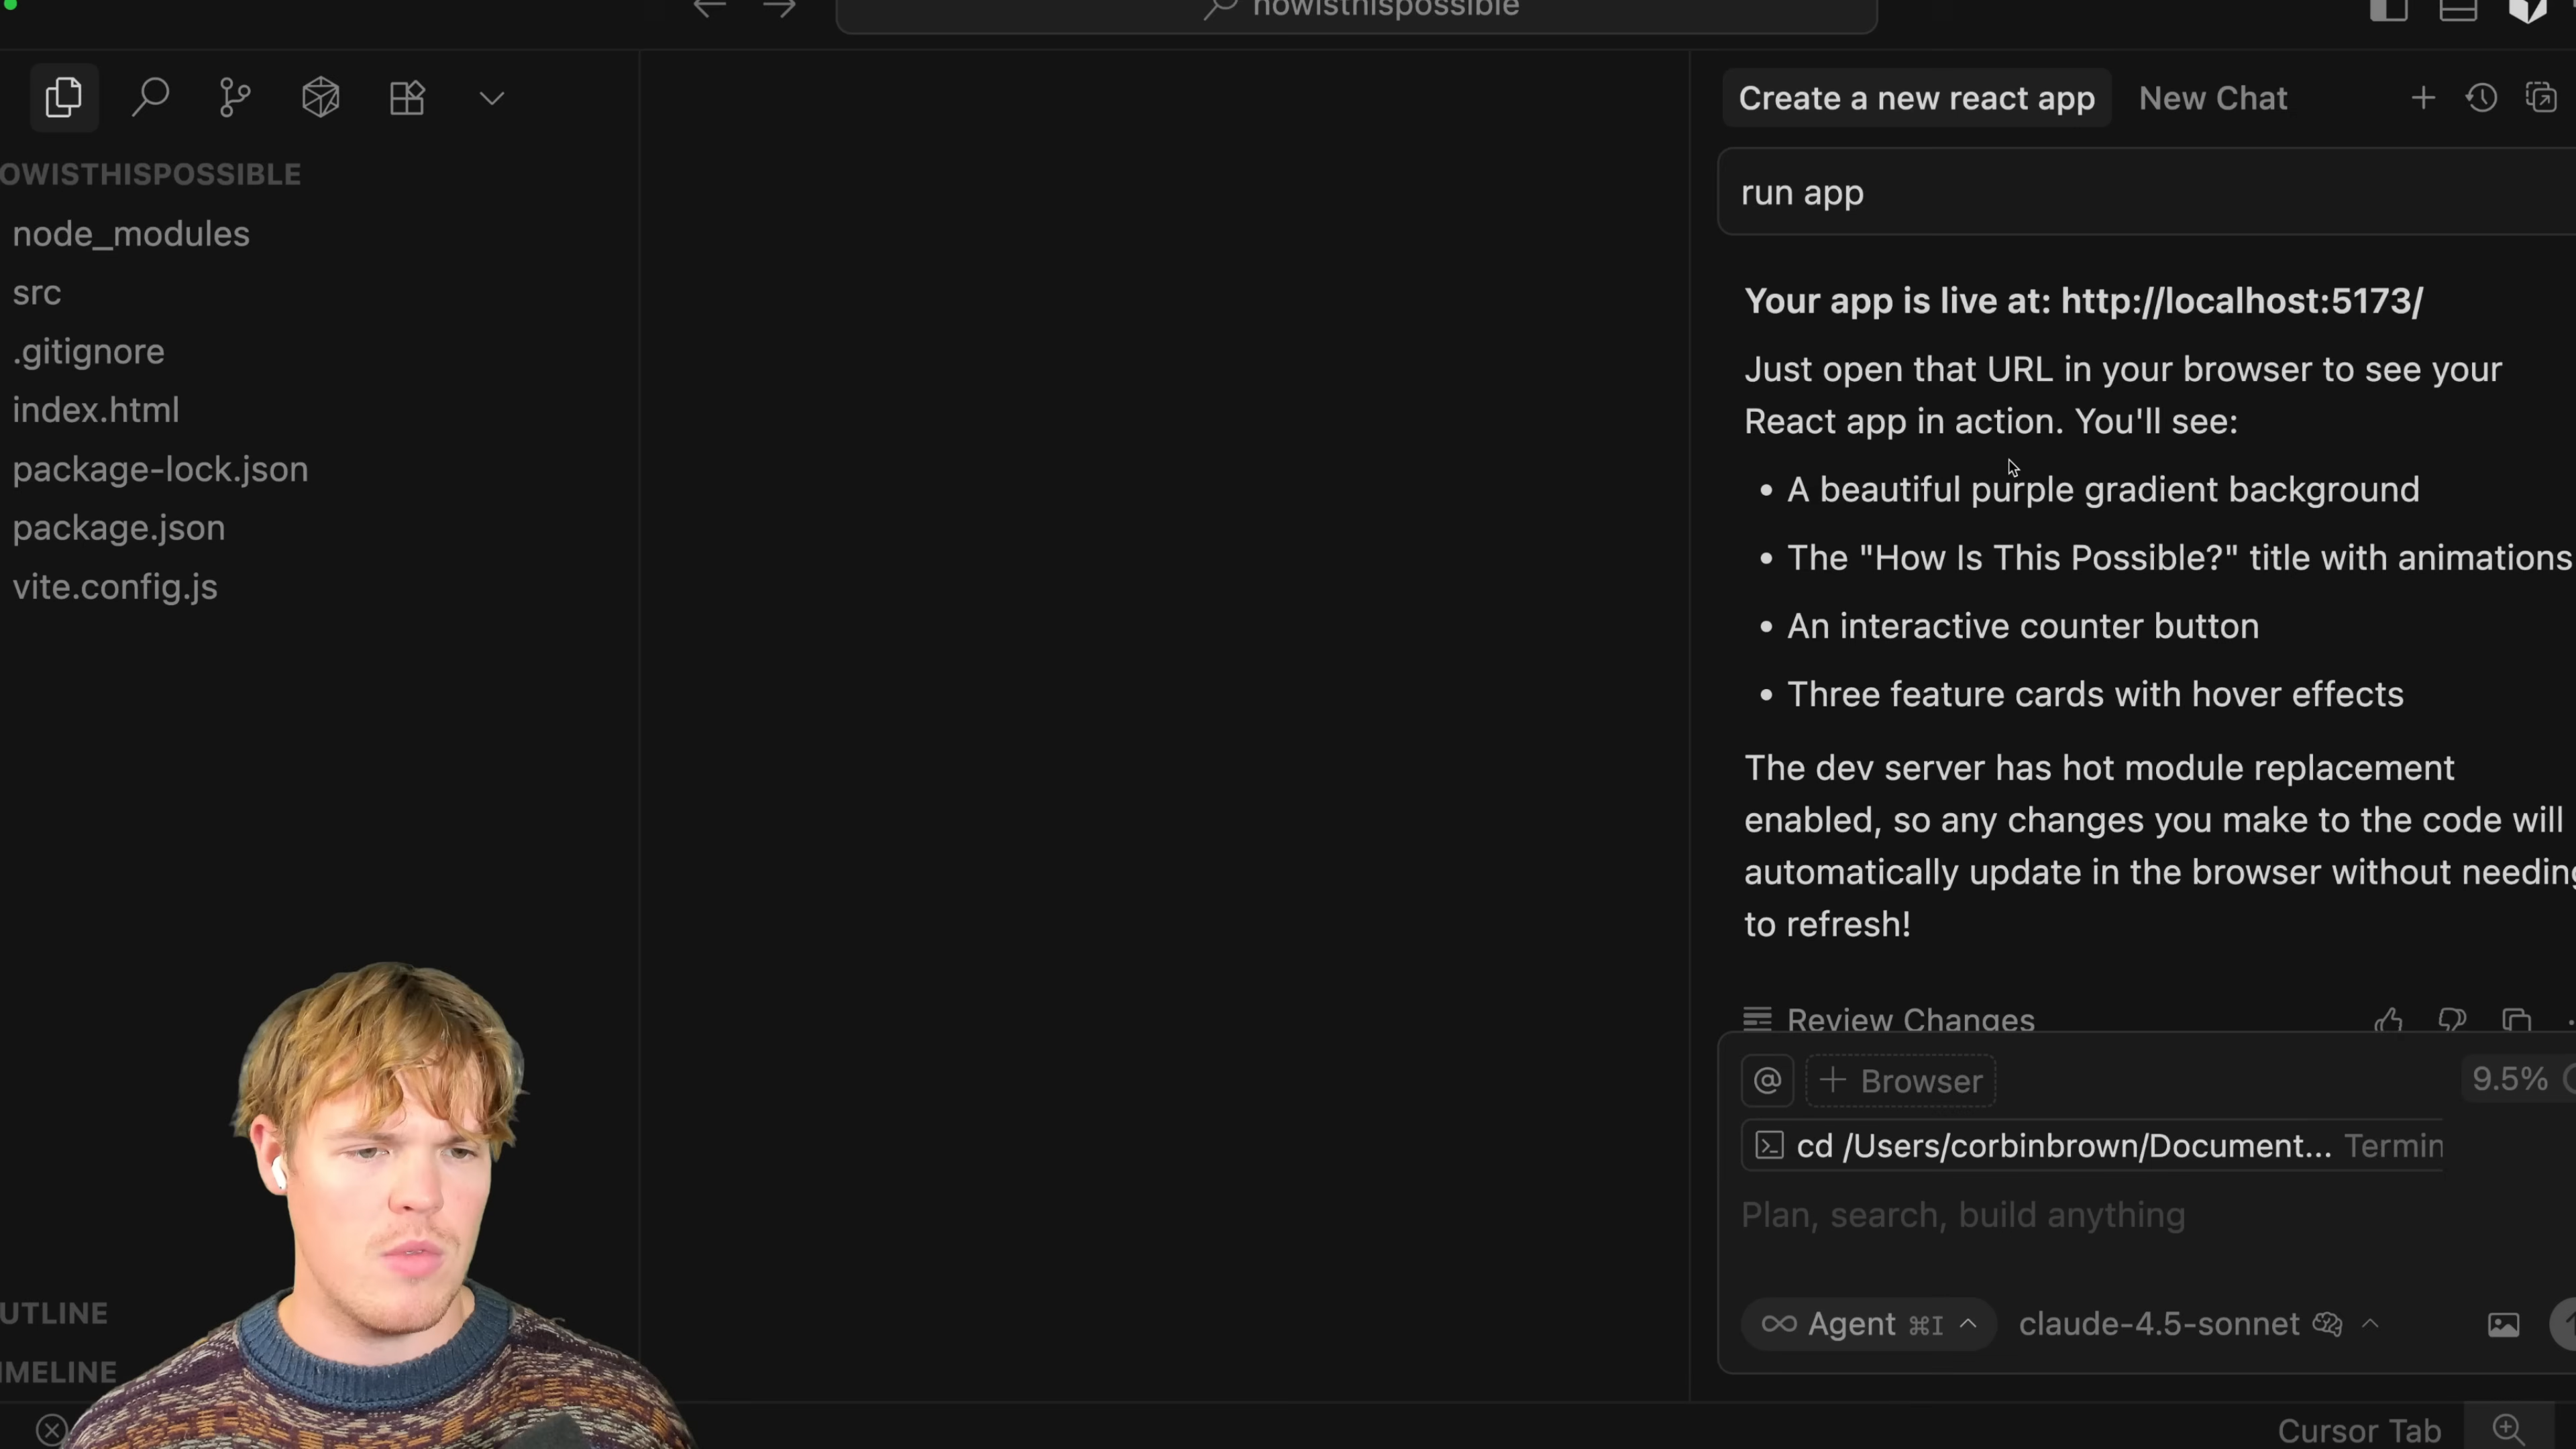 howisthispossible
Create a new react app
New Chat
OWISTHISPOSSIBLE
node_modules
src
.gitignore
index.html
package-lock.json
package.json
vite.config.js
UTLINE
IMELINE
run app
Your app is live at: http://localhost:5173/
Just open that URL in your browser to see your
React app in action. You'll see:
• A beautiful purple gradient background
• The "How Is This Possible?" title with animations
• An interactive counter button
• Three feature cards with hover effects
The dev server has hot module replacement
enabled, so any changes you make to the code will
automatically update in the browser without needing
to refresh!
Review Changes
@
+ Browser
9.5%
cd /Users/corbinbrown/Document... Termin
Plan, search, build anything
Agent ⌘I
claude-4.5-sonnet
Cursor Tab